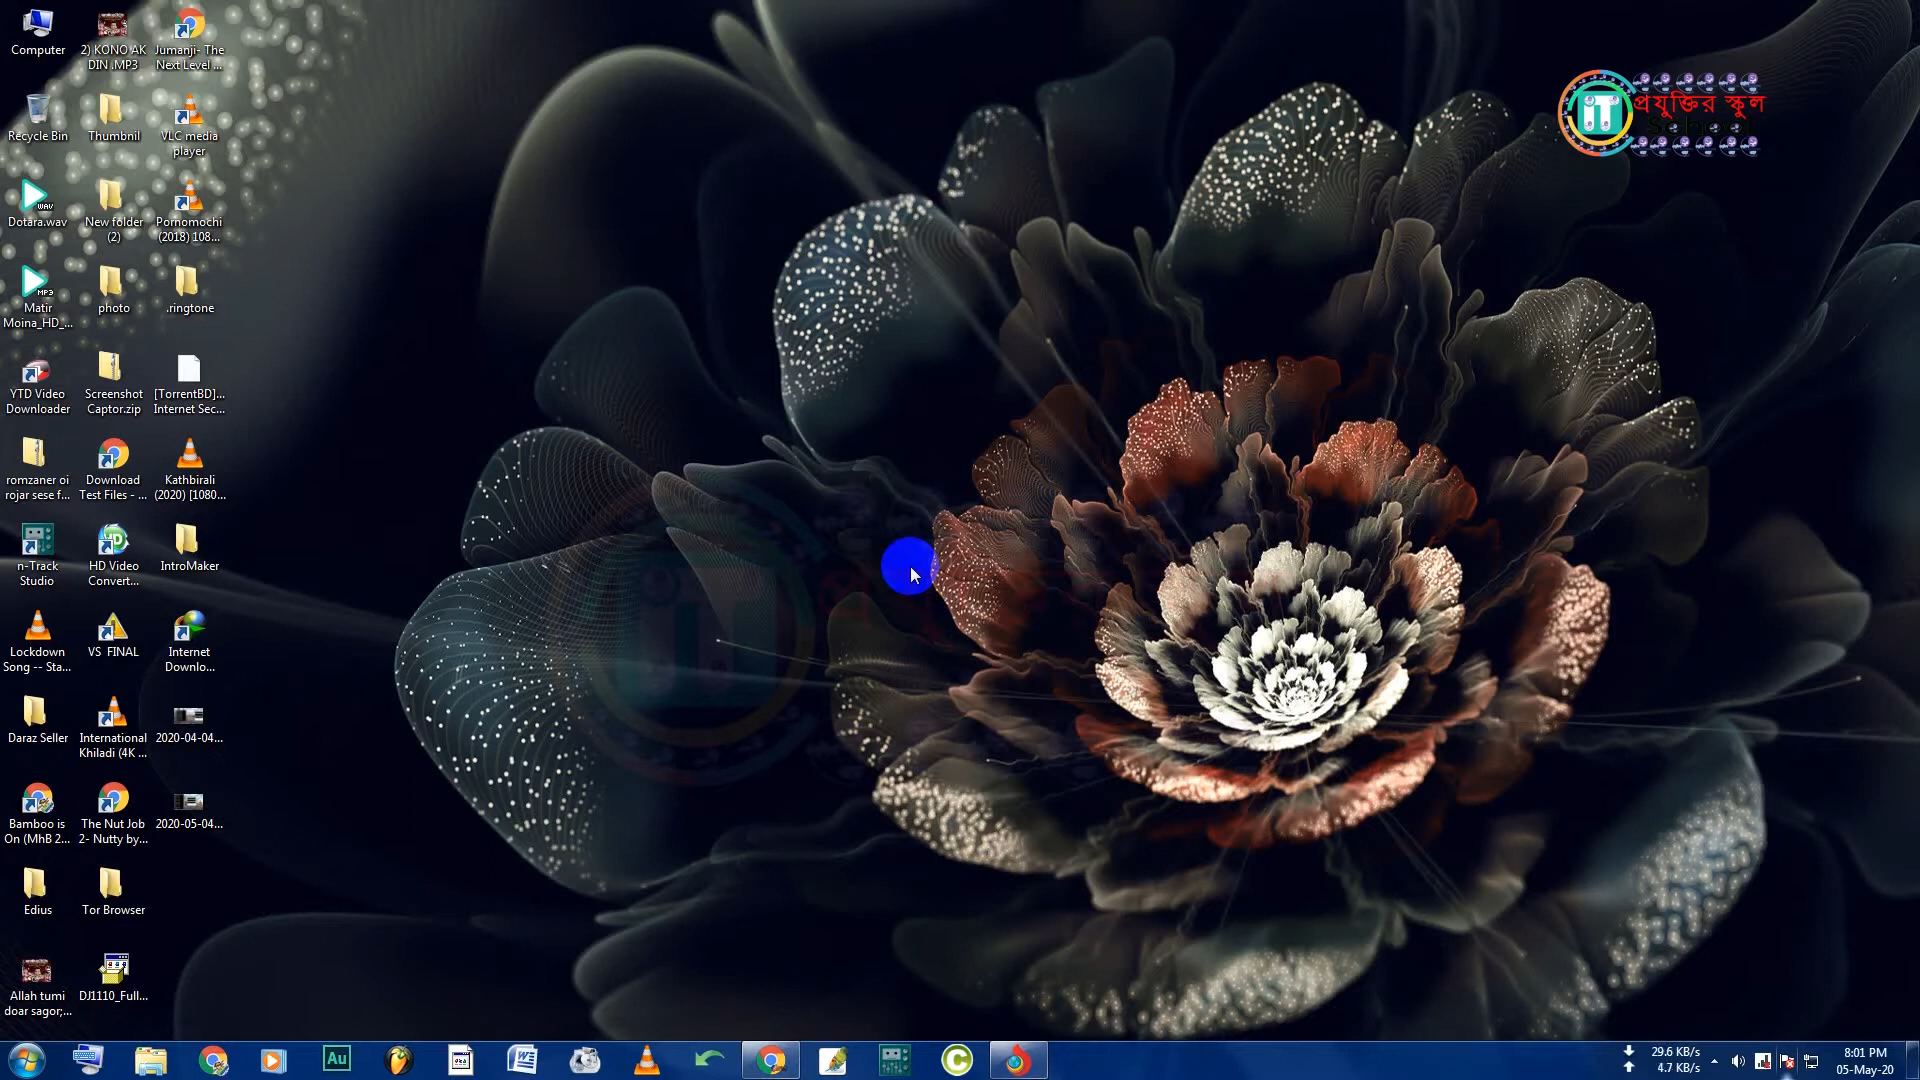 Computer
2) KONO AK
DIN .MP3
Jumanji- The
Next Level ...
Recycle Bin
Thumbnil
VLC media
player
Dotara.wav
New folder
(2)
Pornomochi
(2018) 108...
Matir
Moina_HD_...
photo
.ringtone
YTD Video
Downloader
Screenshot
Captor.zip
[TorrentBD]...
Internet Sec...
romzaner oi
rojar sese f...
Download
Test Files - ...
Kathbirali
(2020) [1080...
n-Track
Studio
HD Video
Convert...
IntroMaker
Lockdown
Song -- Sta...
VS FINAL
Internet
Downlo...
Daraz Seller
International
Khiladi (4K ...
2020-04-04...
Bamboo is
On (MhB 2...
The Nut Job
2- Nutty by...
2020-05-04...
Edius
Tor Browser
Allah tumi
doar sagor;...
DJ1110_Full...
iT
প্রযুক্তির স্কুল
School
WAV
MP3
HD
Au
29.6 KB/s
4.7 KB/s
8:01 PM
05-May-20